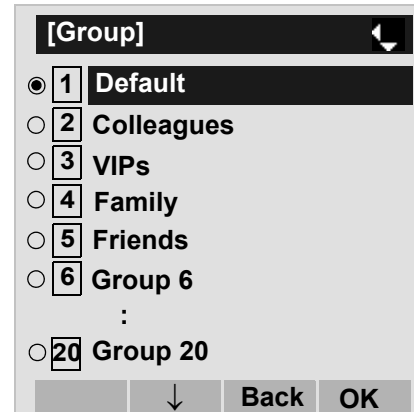 [Group]
1 Default
2 Colleagues
3 VIPs
4 Family
5 Friends
6 Group 6
:
20 Group 20
↓ Back OK